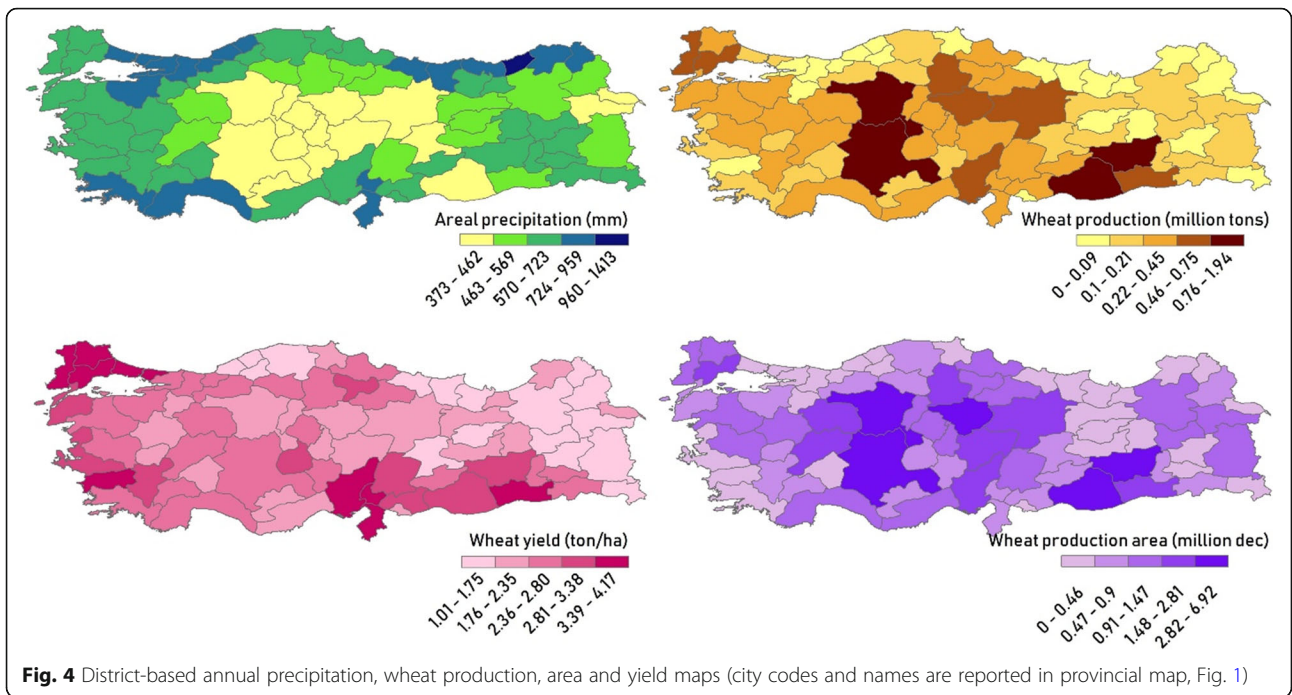 Areal precipitation (mm)
373 - 462
463 - 569
570 - 723
724 - 959
960 - 1413
Wheat production (million tons)
0 - 0.09
0.1 - 0.21
0.22 - 0.45
0.46 - 0.75
0.76 - 1.94
Wheat yield (ton/ha)
1.01 - 1.75
1.76 - 2.35
2.36 - 2.80
2.81 - 3.38
3.39 - 4.17
Wheat production area (million dec)
0 - 0.46
0.47 - 0.9
0.91 - 1.47
1.48 - 2.81
2.82 - 6.92
Fig. 4 District-based annual precipitation, wheat production, area and yield maps (city codes and names are reported in provincial map, Fig. 1)